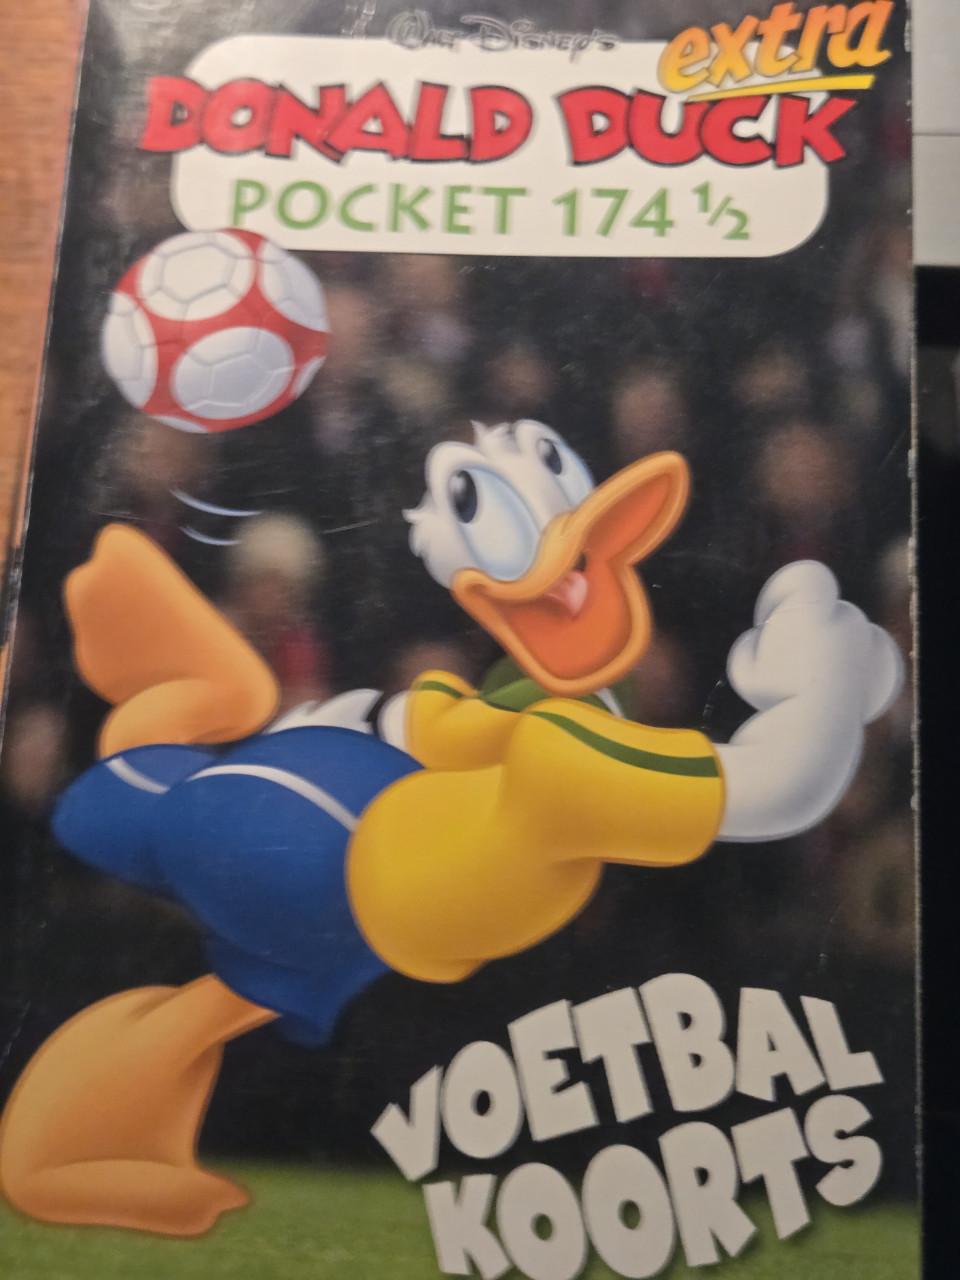 Walt Disney's
extra
DONALD DUCK
POCKET 174 1/2
VOETBAL
KOORTS